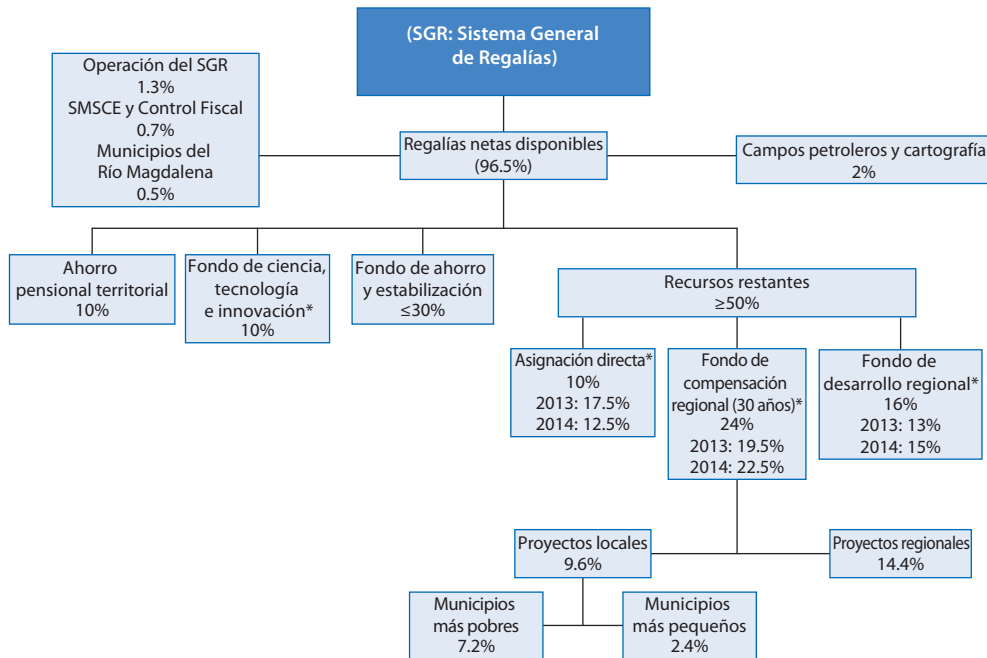 (SGR: Sistema General
de Regalías)
Operación del SGR
1.3%
SMSCE y Control Fiscal
0.7%
Municipios del
Río Magdalena
0.5%
Regalías netas disponibles
(96.5%)
Campos petroleros y cartografía
2%
Ahorro
pensional territorial
10%
Fondo de ciencia,
tecnología
e innovación*
10%
Fondo de ahorro
y estabilización
≤30%
Recursos restantes
≥50%
Asignación directa*
10%
2013: 17.5%
2014: 12.5%
Fondo de
compensación
regional (30 años)*
24%
2013: 19.5%
2014: 22.5%
Fondo de
desarrollo regional*
16%
2013: 13%
2014: 15%
Proyectos locales
9.6%
Proyectos regionales
14.4%
Municipios
más pobres
7.2%
Municipios
más pequeños
2.4%